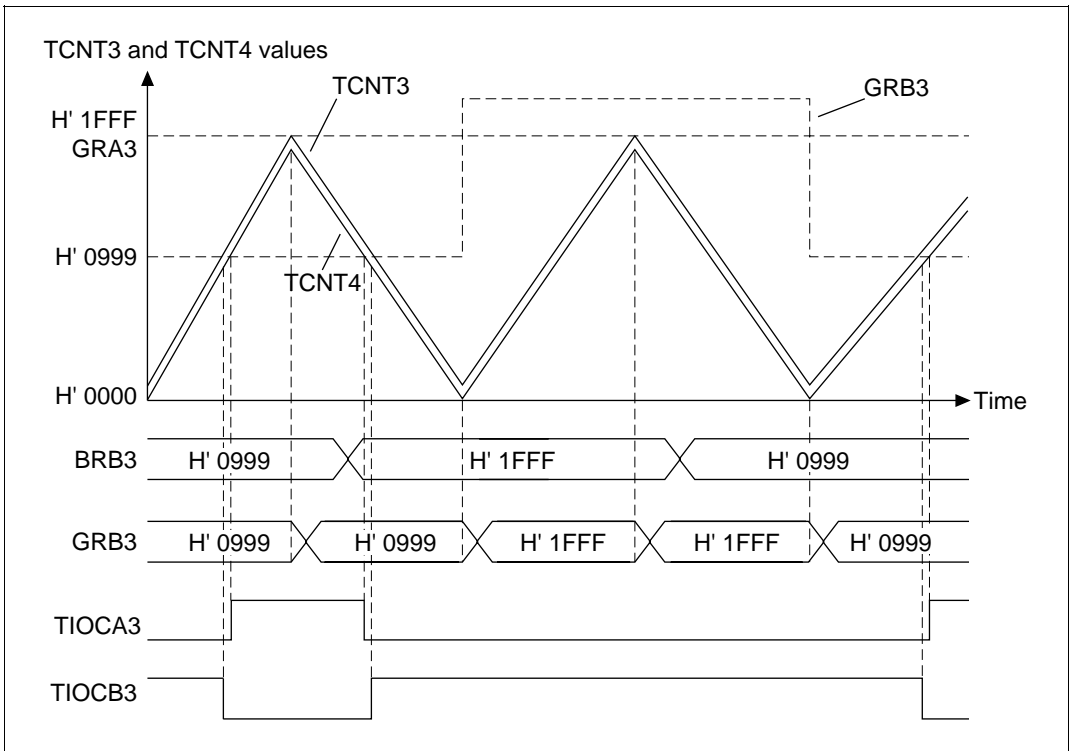 TCNT3 and TCNT4 values
TCNT3
GRB3
H' 1FFF
GRA3
H' 0999
TCNT4
H' 0000
Time
BRB3 H' 0999 H' 1FFF H' 0999
GRB3 H' 0999 H' 0999 H' 1FFF H' 1FFF H' 0999
TIOCA3
TIOCB3